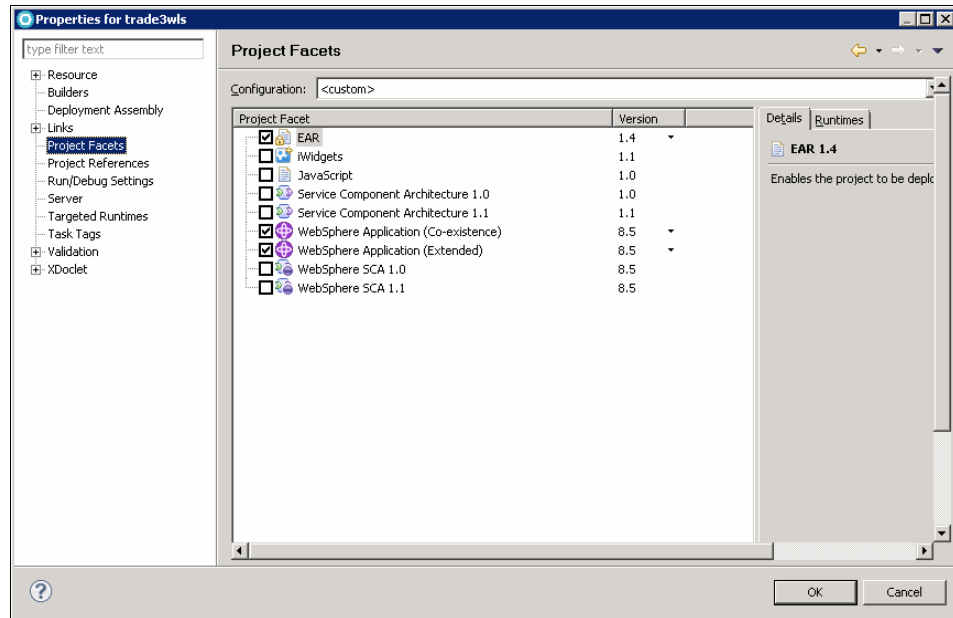 Properties for trade3wls
type filter text
Resource
Builders
Deployment Assembly
Links
Project Facets
Project References
Run/Debug Settings
Server
Targeted Runtimes
Task Tags
Validation
XDoclet
Project Facets
Configuration: <custom>
Project Facet Version
EAR 1.4
iWidgets 1.1
JavaScript 1.0
Service Component Architecture 1.0 1.0
Service Component Architecture 1.1 1.1
WebSphere Application (Co-existence) 8.5
WebSphere Application (Extended) 8.5
WebSphere SCA 1.0 8.5
WebSphere SCA 1.1 8.5
Details Runtimes
EAR 1.4
Enables the project to be deplc
? OK Cancel